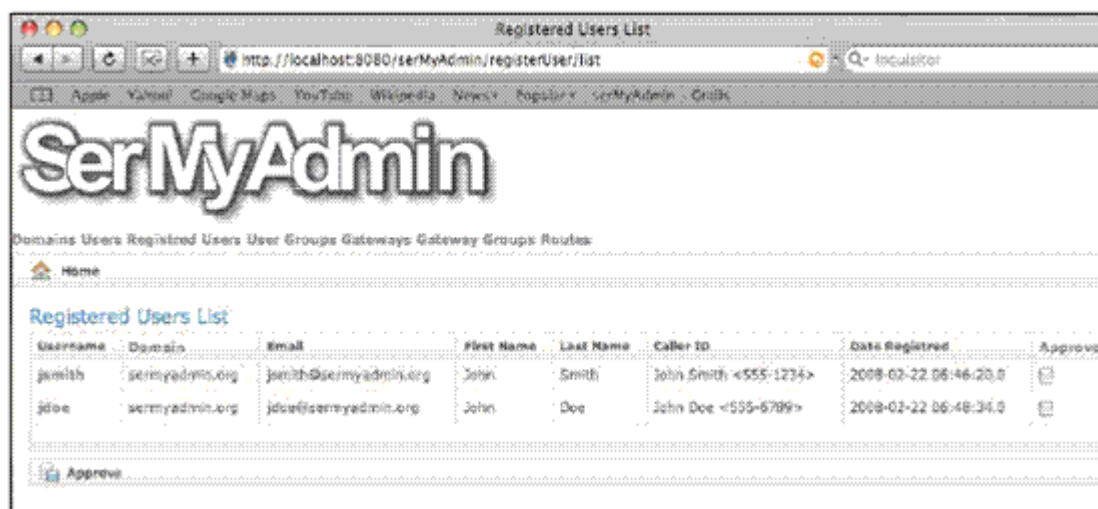 Registered Users List
http://localhost:8080/serMyAdmin/registerUser/list
Inquisitor
Apple Yahoo! Google Maps YouTube Wikipedia News Popular serMyAdmin Grails
SerMyAdmin
Domains Users Registred Users User Groups Gateways Gateway Groups Routes
Home
Registered Users List
Username Domain Email First Name Last Name Caller ID Date Registred Approve
jsmith sermyadmin.org jsmith@sermyadmin.org John Smith John Smith <555-1234> 2008-02-22 06:46:20.0
jdoe sermyadmin.org jdoe@sermyadmin.org John Doe John Doe <555-6789> 2008-02-22 06:48:34.0
Approve